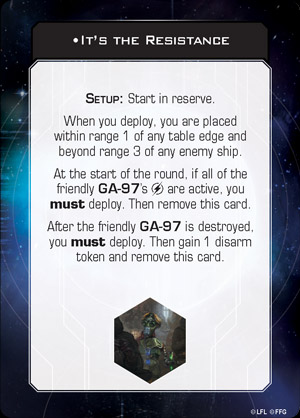 •IT'S THE RESISTANCE
SETUP: Start in reserve.
When you deploy, you are placed
within range 1 of any table edge and
beyond range 3 of any enemy ship.
At the start of the round, if all of the
friendly GA-97's are active, you
must deploy. Then remove this card.
After the friendly GA-97 is destroyed,
you must deploy. Then gain 1 disarm
token and remove this card.
©LFL ©FFG